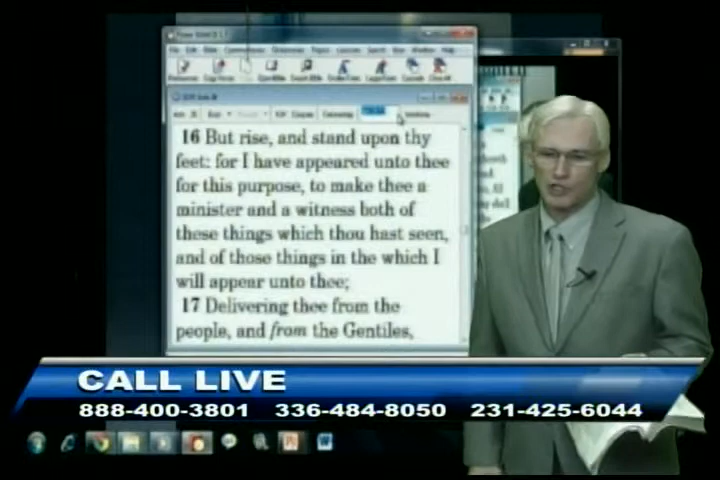 16 But rise, and stand upon thy
feet: for I have appeared unto thee
for this purpose, to make thee a
minister and a witness both of
these things which thou hast seen,
and of those things in the which I
will appear unto thee;
17 Delivering thee from the
people, and from the Gentiles,
CALL LIVE
888-400-3801 336-484-8050 231-425-6044